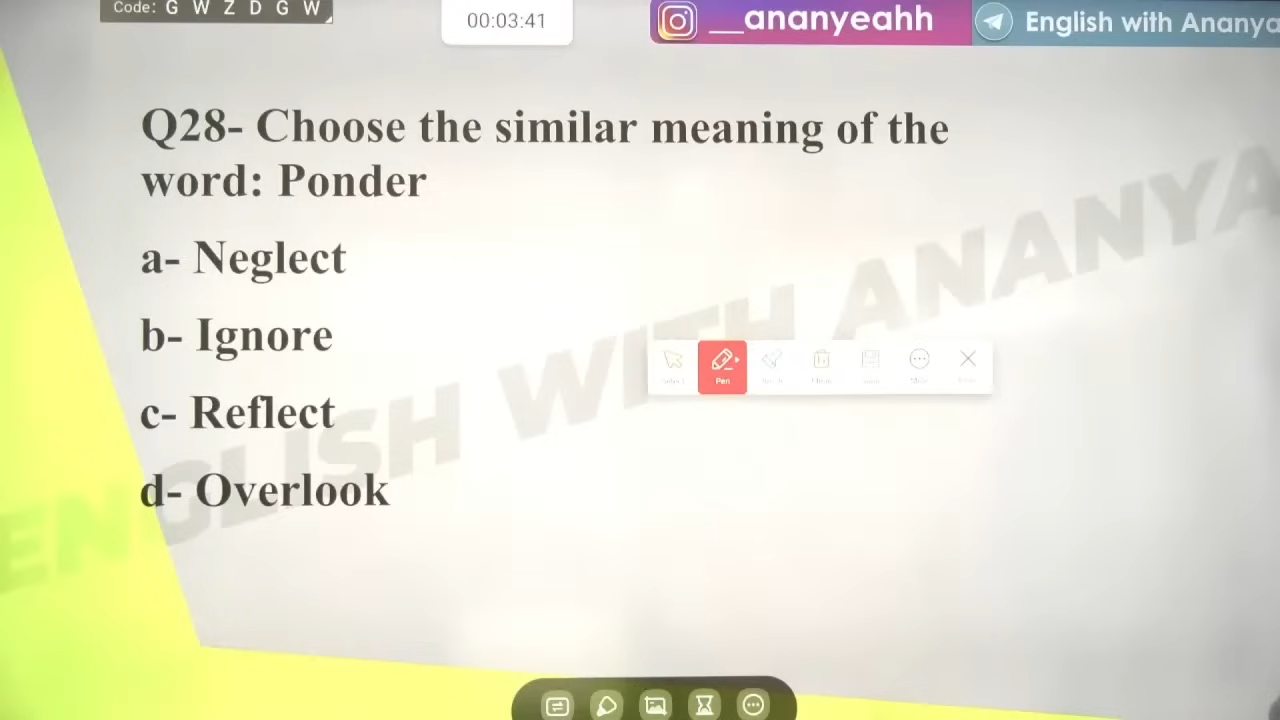 Code: G W Z D G W
00:03:41
__ananyeahh
English with Ananya
Q28- Choose the similar meaning of the
word: Ponder
a- Neglect
b- Ignore
c- Reflect
d- Overlook
ENGLISH WITH ANANYA
Pen